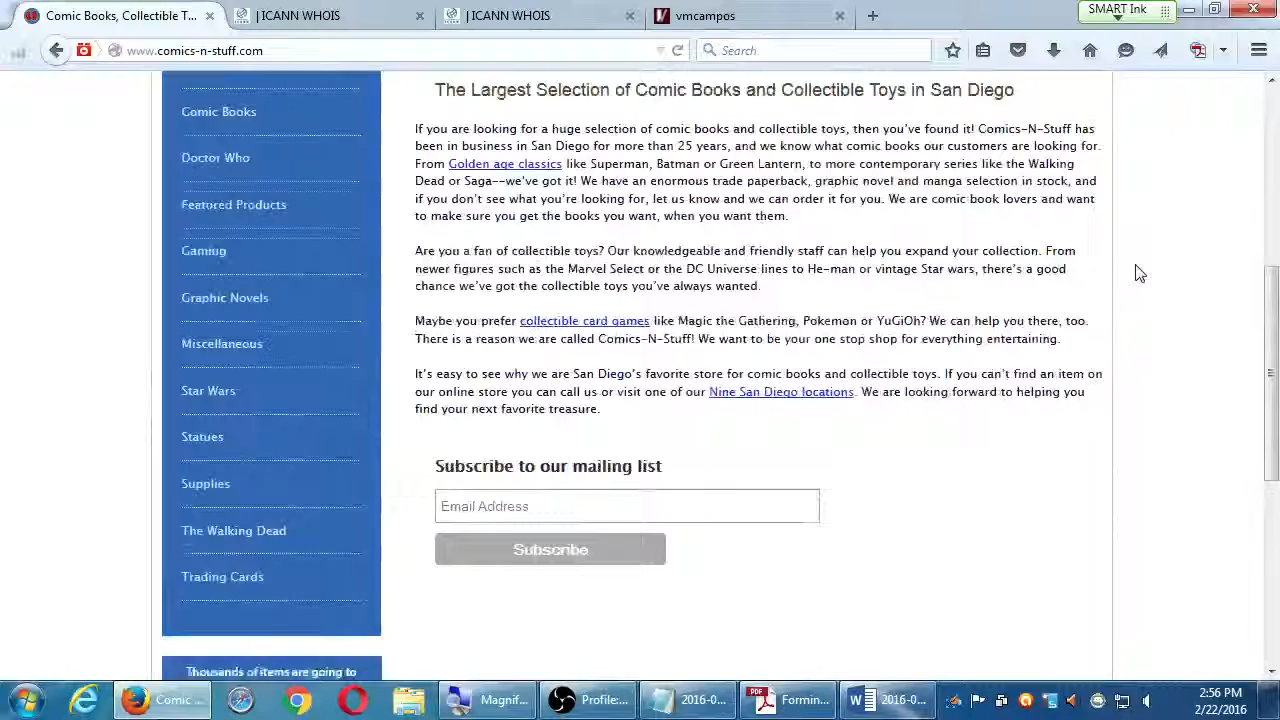 Comic Books, Collectible T...
ICANN WHOIS
ICANN WHOIS
vmcampos
SMART Ink
www.comics-n-stuff.com
Search
Comic Books
Doctor Who
Featured Products
Gaming
Graphic Novels
Miscellaneous
Star Wars
Statues
Supplies
The Walking Dead
Trading Cards
Thousands of items are going to
The Largest Selection of Comic Books and Collectible Toys in San Diego
If you are looking for a huge selection of comic books and collectible toys, then you've found it! Comics-N-Stuff has
been in business in San Diego for more than 25 years, and we know what comic books our customers are looking for.
From Golden age classics like Superman, Batman or Green Lantern, to more contemporary series like the Walking
Dead or Saga--we've got it! We have an enormous trade paperback, graphic novel and manga selection in stock, and
if you don't see what you're looking for, let us know and we can order it for you. We are comic book lovers and want
to make sure you get the books you want, when you want them.
Are you a fan of collectible toys? Our knowledgeable and friendly staff can help you expand your collection. From
newer figures such as the Marvel Select or the DC Universe lines to He-man or vintage Star wars, there's a good
chance we've got the collectible toys you've always wanted.
Maybe you prefer collectible card games like Magic the Gathering, Pokemon or YuGiOh? We can help you there, too.
There is a reason we are called Comics-N-Stuff! We want to be your one stop shop for everything entertaining.
It's easy to see why we are San Diego's favorite store for comic books and collectible toys. If you can't find an item on
our online store you can call us or visit one of our Nine San Diego locations. We are looking forward to helping you
find your next favorite treasure.
Subscribe to our mailing list
Email Address
Subscribe
Comic ...
Magnif...
Profile:...
2016-0...
PDF
Formin...
2016-0...
2:56 PM
2/22/2016